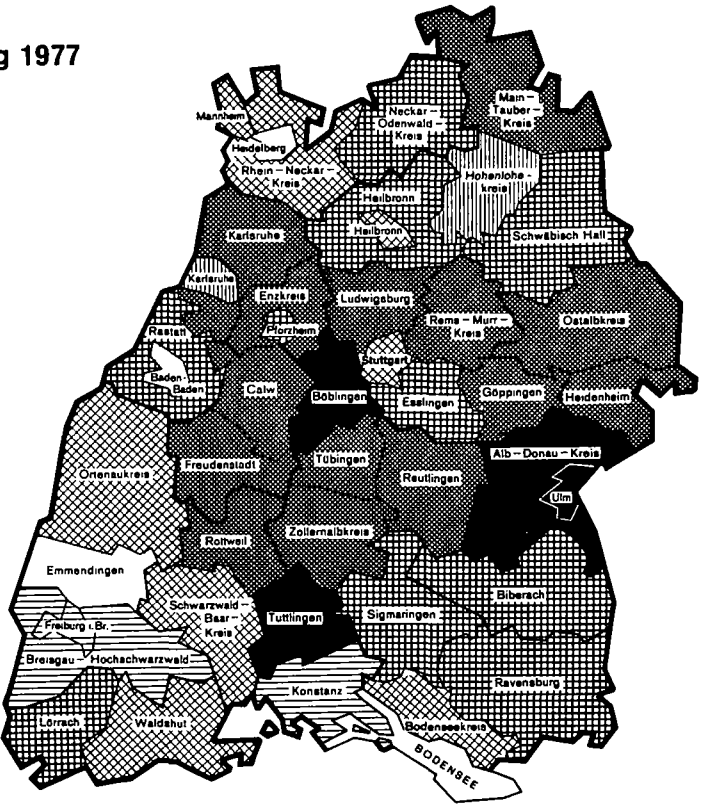 g 1977
Main-
Tauber-
Kreis
Mannheim
Neckar-
Odenwald-
Kreis
Heidelberg
Rhein-Neckar-
Kreis
Hohenlohe-
kreis
Heilbronn
Heilbronn
Schwäbisch Hall
Karlsruhe
Karlsruhe
Enzkreis
Ludwigsburg
Rems-Murr-
Kreis
Ostalbkreis
Rastatt
Pforzheim
Stuttgart
Baden-
Baden
Calw
Böblingen
Esslingen
Göppingen
Heidenheim
Ortenaukreis
Freudenstadt
Tübingen
Reutlingen
Alb-Donau-Kreis
Ulm
Rottweil
Zollernalbkreis
Emmendingen
Schwarzwald-
Baar-
Kreis
Tuttlingen
Sigmaringen
Biberach
Freiburg i.Br.
Breisgau-Hochschwarzwald
Konstanz
Ravensburg
Lörrach
Waldshut
Bodenseekreis
BODENSEE